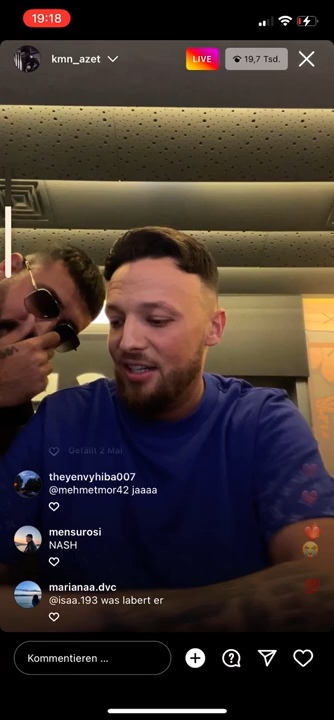 19:18
kmn_azet
LIVE
19,7 Tsd.
Gefällt 2 Mal
theyenvyhiba007
@mehmetmor42 jaaaa
mensurosi
NASH
marianaa.dvc
@isaa.193 was labert er
Kommentieren ...